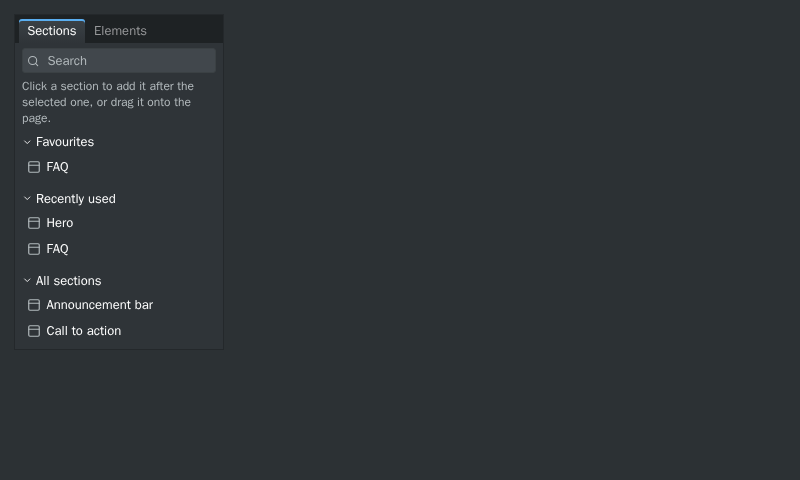 Sections Elements
Search
Click a section to add it after the
selected one, or drag it onto the
page.
Favourites
FAQ
Recently used
Hero
FAQ
All sections
Announcement bar
Call to action